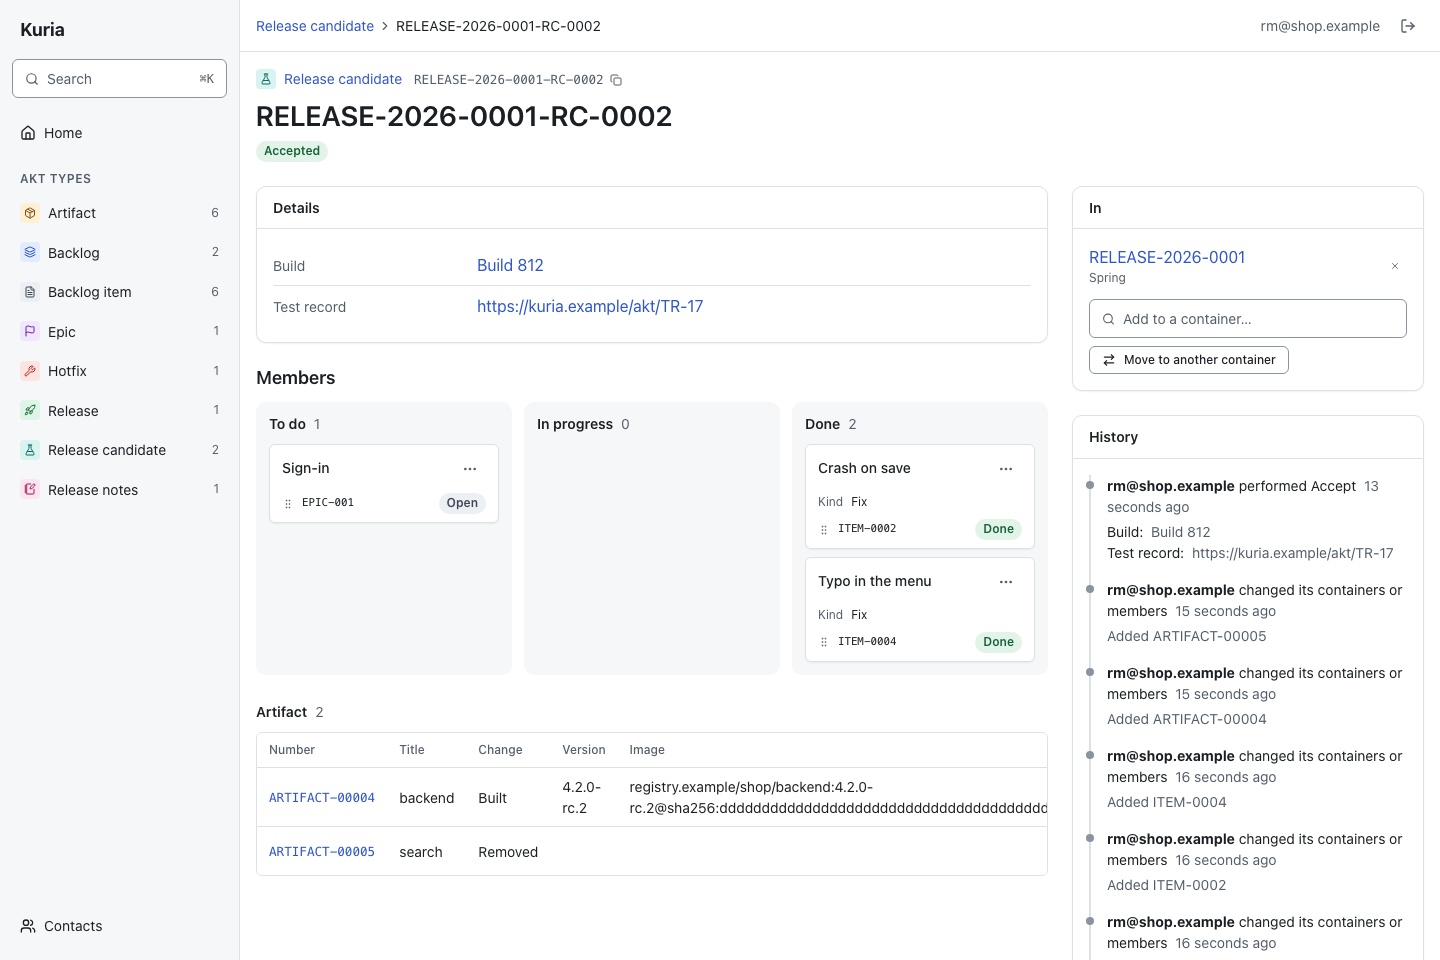 Kuria
Search ⌘K
Home
AKT TYPES
Artifact 6
Backlog 2
Backlog item 6
Epic 1
Hotfix 1
Release 1
Release candidate 2
Release notes 1
Contacts
Release candidate > RELEASE-2026-0001-RC-0002
rm@shop.example
Release candidate RELEASE-2026-0001-RC-0002
RELEASE-2026-0001-RC-0002
Accepted
Details
Build Build 812
Test record https://kuria.example/akt/TR-17
Members
To do 1
Sign-in ...
EPIC-001 Open
In progress 0
Done 2
Crash on save ...
Kind Fix
ITEM-0002 Done
Typo in the menu ...
Kind Fix
ITEM-0004 Done
Artifact 2
Number Title Change Version Image
ARTIFACT-00004 backend Built 4.2.0-rc.2 registry.example/shop/backend:4.2.0-
rc.2@sha256:ddddddddddddddddddddddddddddddddddddddd
ARTIFACT-00005 search Removed
In
RELEASE-2026-0001
Spring
Add to a container...
Move to another container
History
rm@shop.example performed Accept 13
seconds ago
Build: Build 812
Test record: https://kuria.example/akt/TR-17
rm@shop.example changed its containers or
members 15 seconds ago
Added ARTIFACT-00005
rm@shop.example changed its containers or
members 15 seconds ago
Added ARTIFACT-00004
rm@shop.example changed its containers or
members 16 seconds ago
Added ITEM-0004
rm@shop.example changed its containers or
members 16 seconds ago
Added ITEM-0002
rm@shop.example changed its containers or
members 16 seconds ago